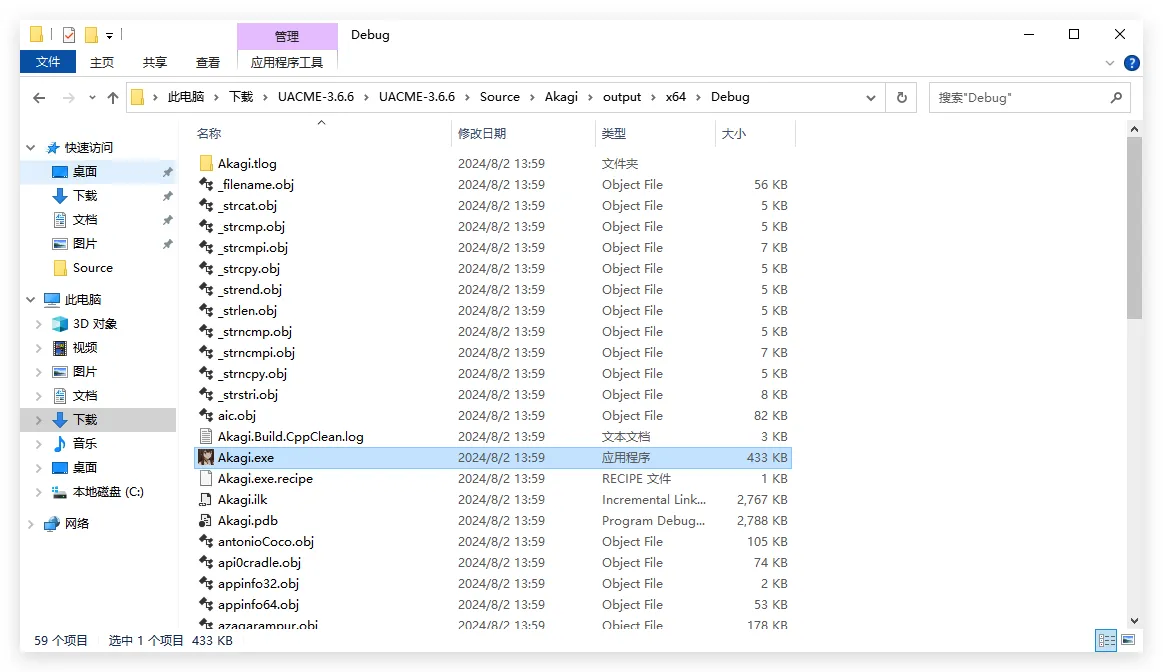 管理 Debug
文件 主页 共享 查看 应用程序工具
此电脑 下载 UACME-3.6.6 UACME-3.6.6 Source Akagi output x64 Debug 搜索"Debug"
名称 修改日期 类型 大小
快速访问
桌面
下载
文档
图片
Source
此电脑
3D 对象
视频
图片
文档
下载
音乐
桌面
本地磁盘 (C:)
网络
Akagi.tlog 2024/8/2 13:59 文件夹
_filename.obj 2024/8/2 13:59 Object File 56 KB
_strcat.obj 2024/8/2 13:59 Object File 5 KB
_strcmp.obj 2024/8/2 13:59 Object File 5 KB
_strcmpi.obj 2024/8/2 13:59 Object File 7 KB
_strcpy.obj 2024/8/2 13:59 Object File 5 KB
_strend.obj 2024/8/2 13:59 Object File 5 KB
_strlen.obj 2024/8/2 13:59 Object File 5 KB
_strncmp.obj 2024/8/2 13:59 Object File 5 KB
_strncmpi.obj 2024/8/2 13:59 Object File 7 KB
_strncpy.obj 2024/8/2 13:59 Object File 5 KB
_strstri.obj 2024/8/2 13:59 Object File 8 KB
aic.obj 2024/8/2 13:59 Object File 82 KB
Akagi.Build.CppClean.log 2024/8/2 13:59 文本文档 3 KB
Akagi.exe 2024/8/2 13:59 应用程序 433 KB
Akagi.exe.recipe 2024/8/2 13:59 RECIPE 文件 1 KB
Akagi.ilk 2024/8/2 13:59 Incremental Link... 2,767 KB
Akagi.pdb 2024/8/2 13:59 Program Debug... 2,788 KB
antonioCoco.obj 2024/8/2 13:59 Object File 105 KB
api0cradle.obj 2024/8/2 13:59 Object File 74 KB
appinfo32.obj 2024/8/2 13:59 Object File 2 KB
appinfo64.obj 2024/8/2 13:59 Object File 53 KB
azagarampur.obj 2024/8/2 13:59 Object File 178 KB
59 个项目 选中 1 个项目 433 KB